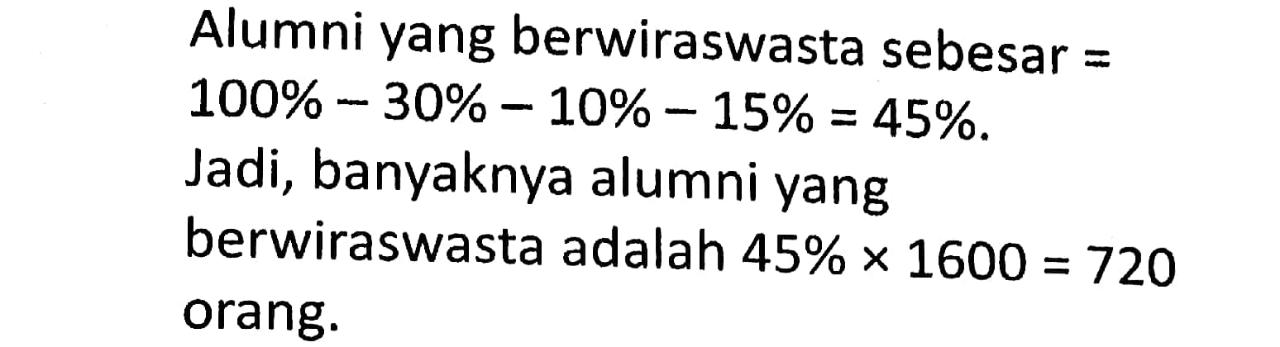 Alumni yang berwiraswasta sebesar =
100% – 30% – 10% – 15% = 45%.
Jadi, banyaknya alumni yang
berwiraswasta adalah 45% × 1600 = 720
orang.